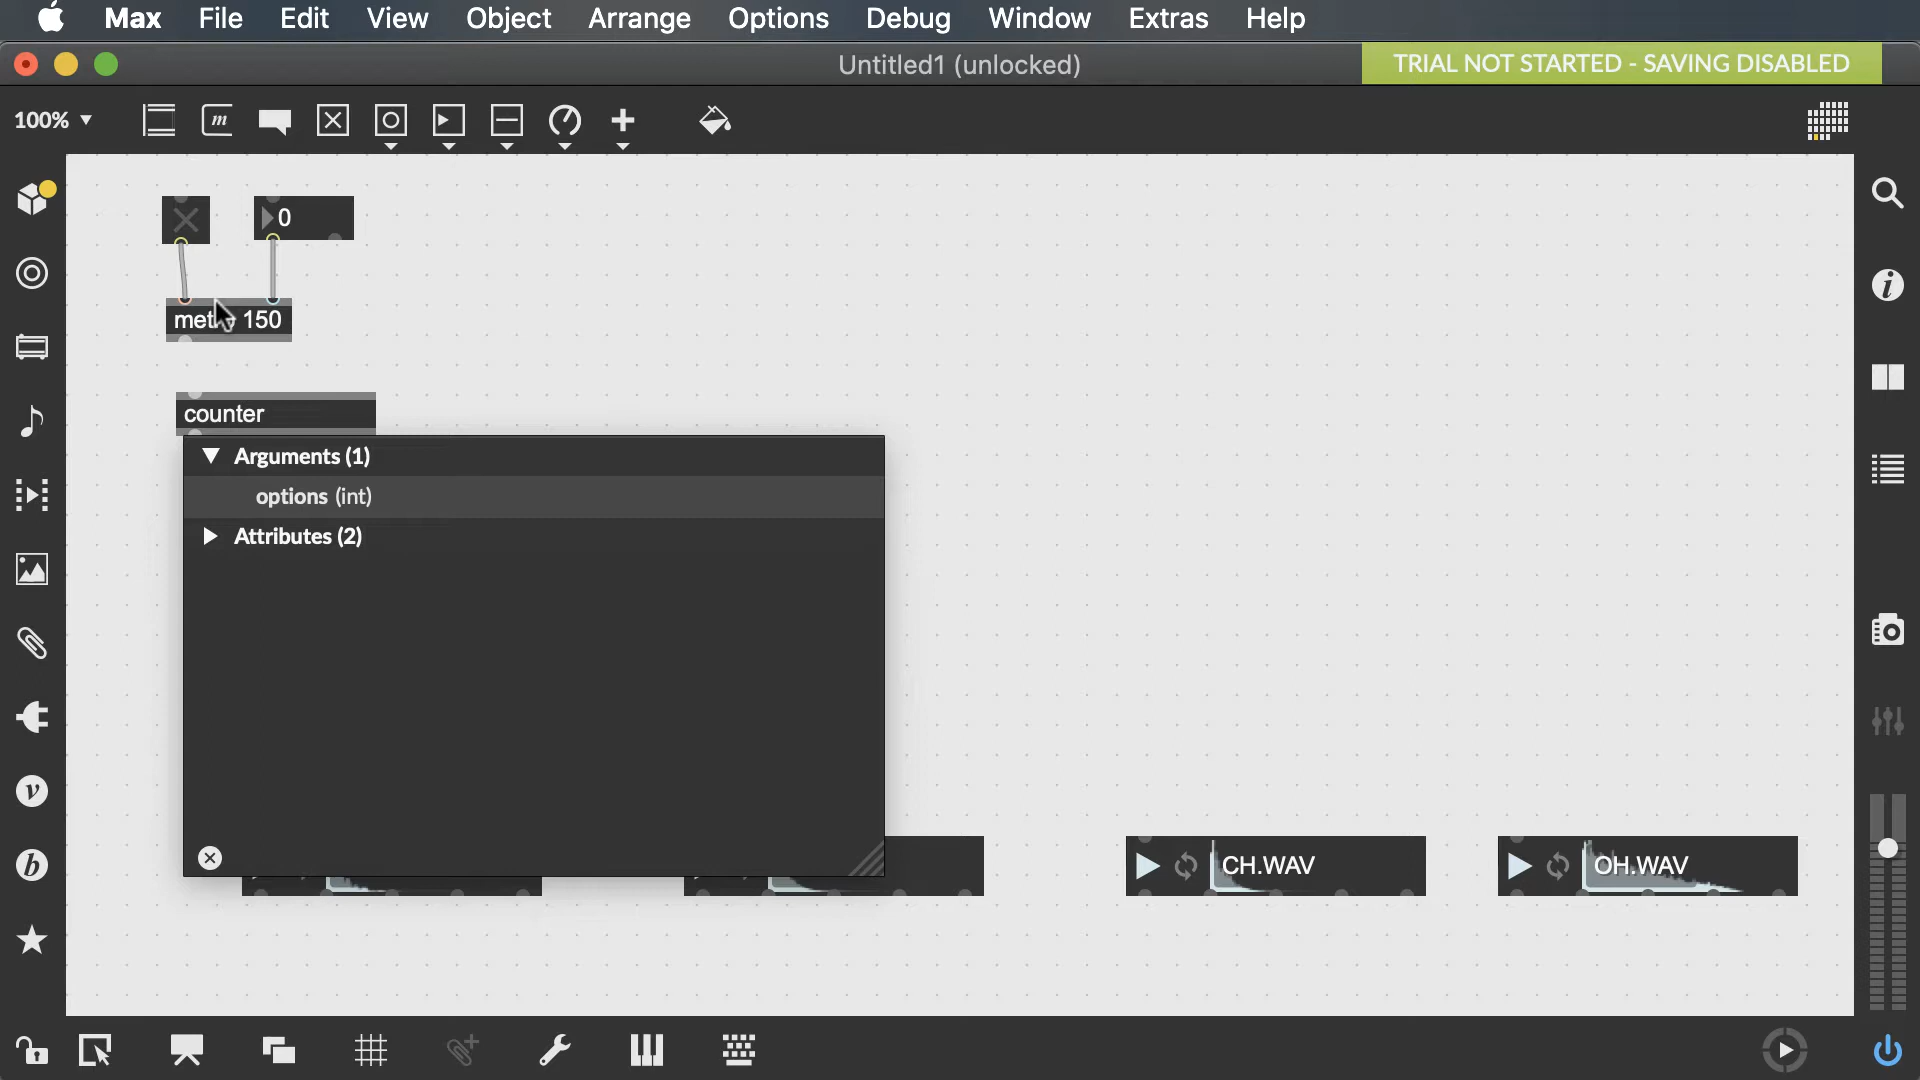 Max File Edit View Object Arrange Options Debug Window Extras Help
Untitled1 (unlocked)
TRIAL NOT STARTED - SAVING DISABLED
100%
m
0
150
counter
Arguments (1)
options (int)
Attributes (2)
CH.WAV
OH.WAV